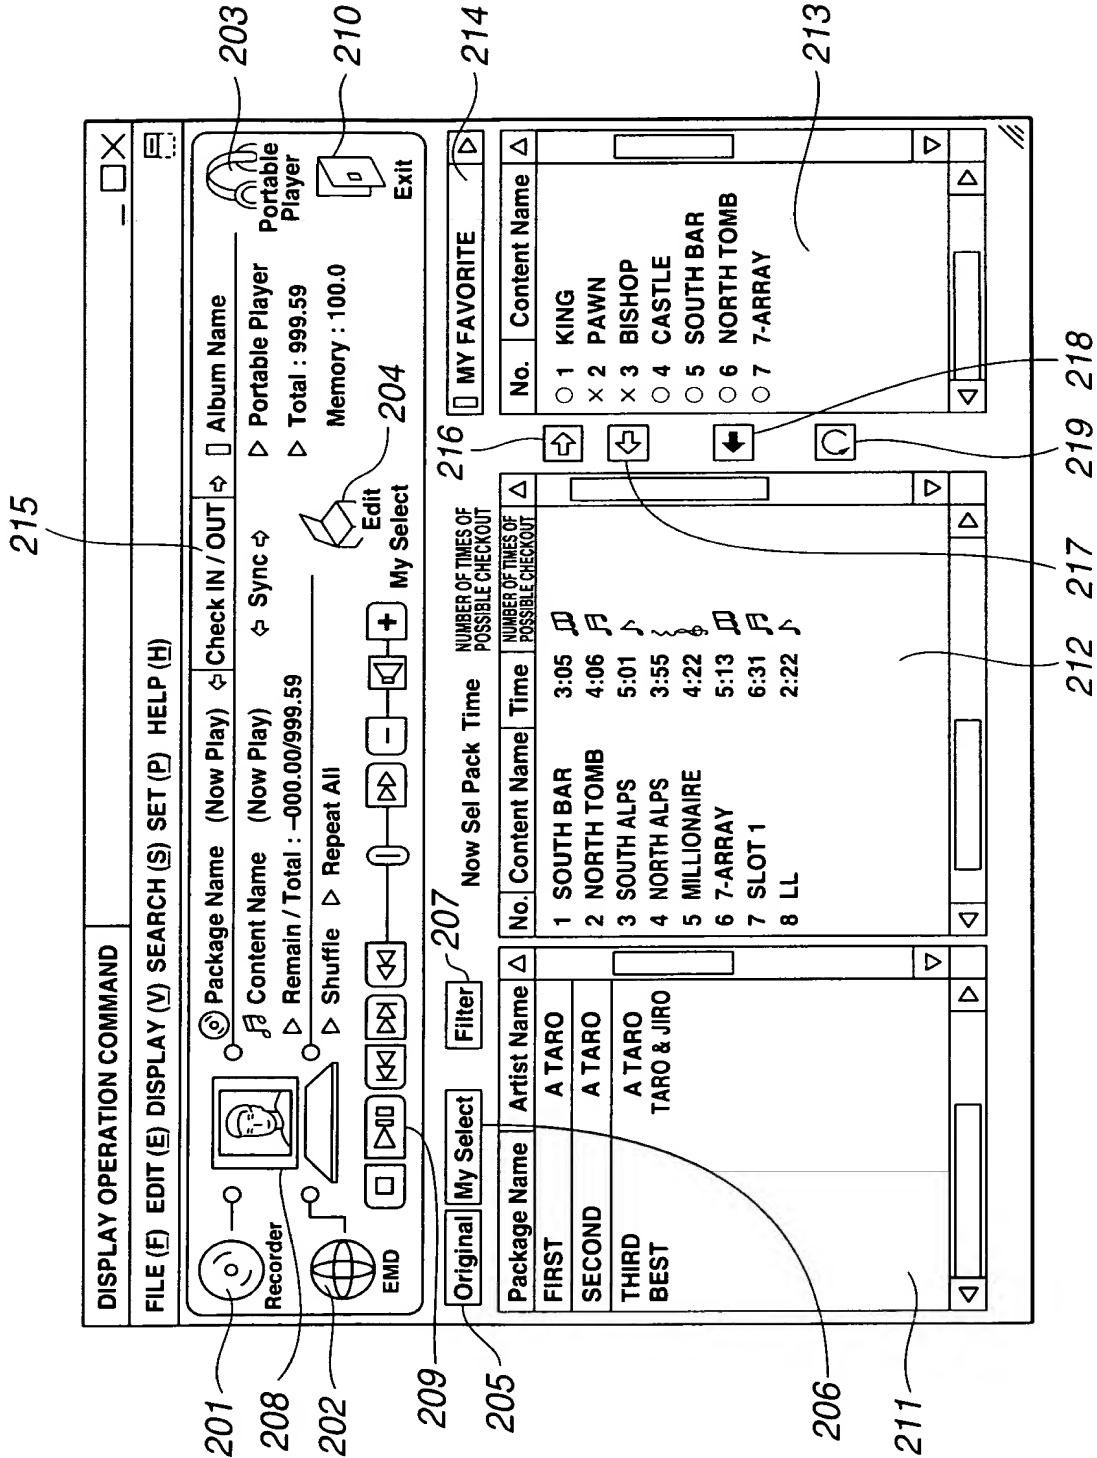 DISPLAY OPERATION COMMAND
FILE (F) EDIT (E) DISPLAY (V) SEARCH (S) SET (P) HELP (H)
Recorder
EMD
Package Name (Now Play)
Check IN / OUT
Album Name
Content Name (Now Play)
Sync
Portable Player
Remain / Total : –000.00/999.59
Total : 999.59
Shuffle
Repeat All
Memory : 100.0
Portable
Player
Exit
Edit
My Select
Original
My Select
Filter
Now Sel Pack Time
NUMBER OF TIMES OF
POSSIBLE CHECKOUT
MY FAVORITE
Package Name Artist Name
FIRST A TARO
SECOND A TARO
THIRD A TARO
BEST TARO & JIRO
No. Content Name Time NUMBER OF TIMES OF
POSSIBLE CHECKOUT
1 SOUTH BAR 3:05
2 NORTH TOMB 4:06
3 SOUTH ALPS 5:01
4 NORTH ALPS 3:55
5 MILLIONAIRE 4:22
6 7-ARRAY 5:13
7 SLOT 1 6:31
8 LL 2:22
No. Content Name
○ 1 KING
× 2 PAWN
× 3 BISHOP
○ 4 CASTLE
○ 5 SOUTH BAR
○ 6 NORTH TOMB
○ 7 7-ARRAY
201
208
202
209
205
206
211
207
215
204
216
203
210
214
213
218
219
217
212